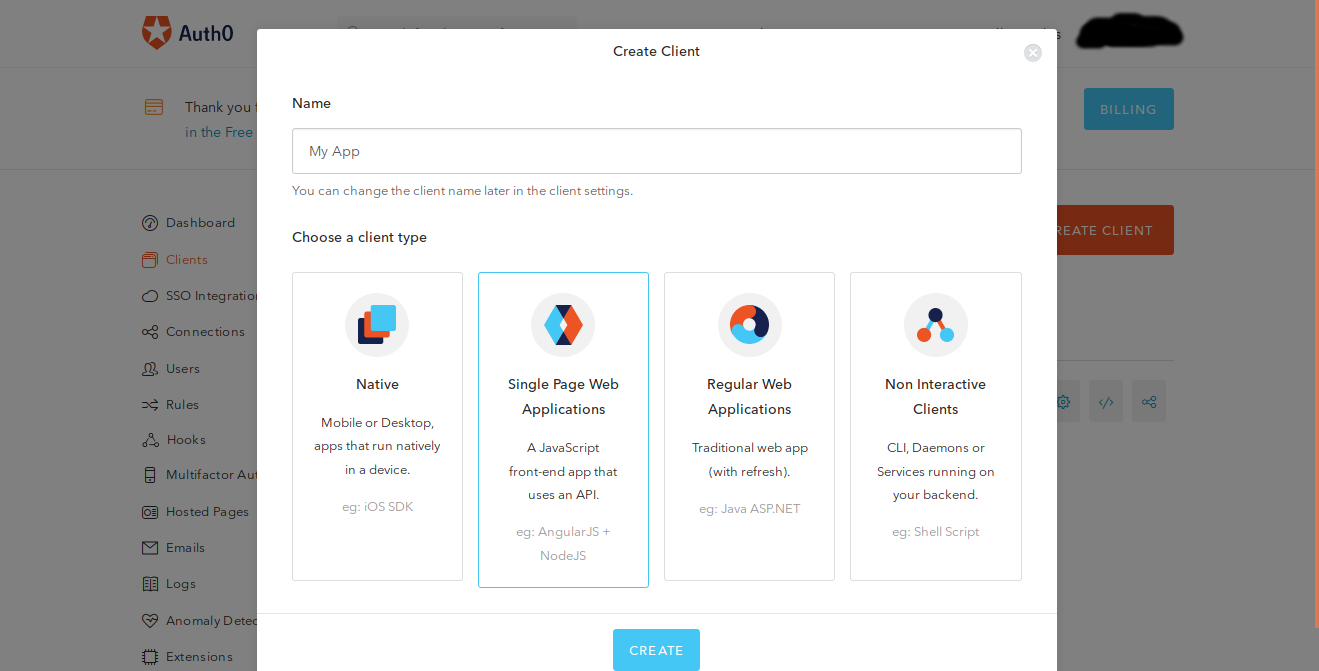 Auth0
Create Client
Thank you
in the Free
BILLING
Name
My App
You can change the client name later in the client settings.
Choose a client type
CREATE CLIENT
Dashboard
Clients
SSO Integration
Connections
Users
Rules
Hooks
Multifactor Aut
Hosted Pages
Emails
Logs
Anomaly Detec
Extensions
Native
Mobile or Desktop,
apps that run natively
in a device.
eg: iOS SDK
Single Page Web
Applications
A JavaScript
front-end app that
uses an API.
eg: AngularJS +
NodeJS
Regular Web
Applications
Traditional web app
(with refresh).
eg: Java ASP.NET
Non Interactive
Clients
CLI, Daemons or
Services running on
your backend.
eg: Shell Script
CREATE